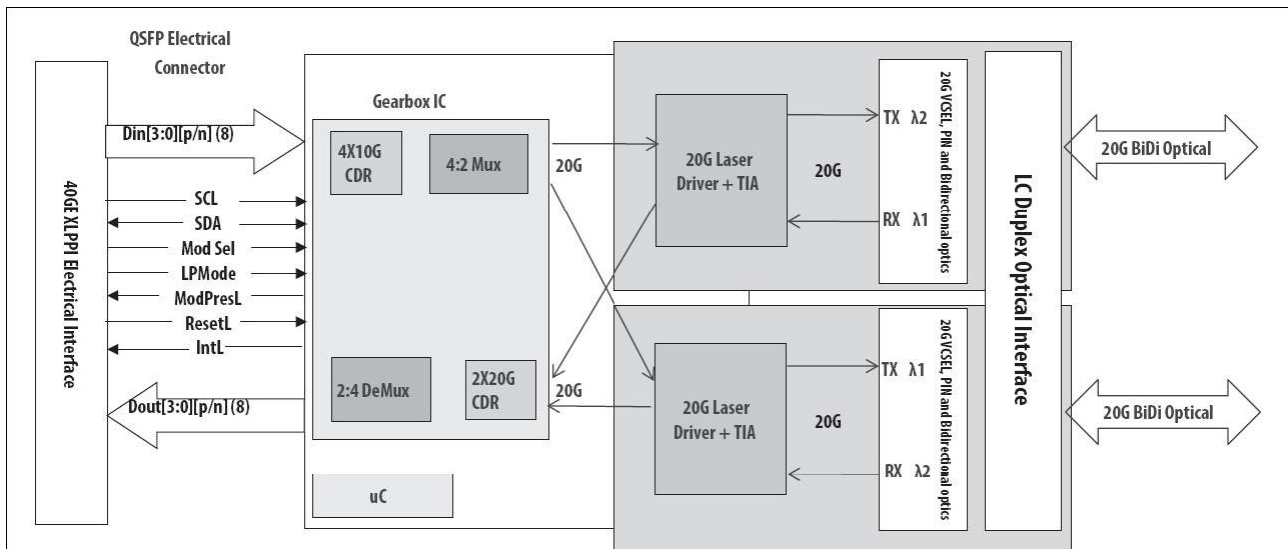 QSFP Electrical
Connector
40GE XLPPI Electrical Interface
Din[3:0][p/n] (8)
SCL
SDA
Mod Sel
LPMode
ModPresL
ResetL
IntL
Dout[3:0][p/n] (8)
Gearbox IC
4X10G
CDR
4:2 Mux
2:4 DeMux
2X20G
CDR
uC
20G
20G
20G Laser
Driver + TIA
20G
TX λ2
RX λ1
20G VCSEL, PIN and Bidirectional optics
20G Laser
Driver + TIA
20G
TX λ1
RX λ2
20G VCSEL, PIN and Bidirectional optics
LC Duplex Optical Interface
20G BiDi Optical
20G BiDi Optical